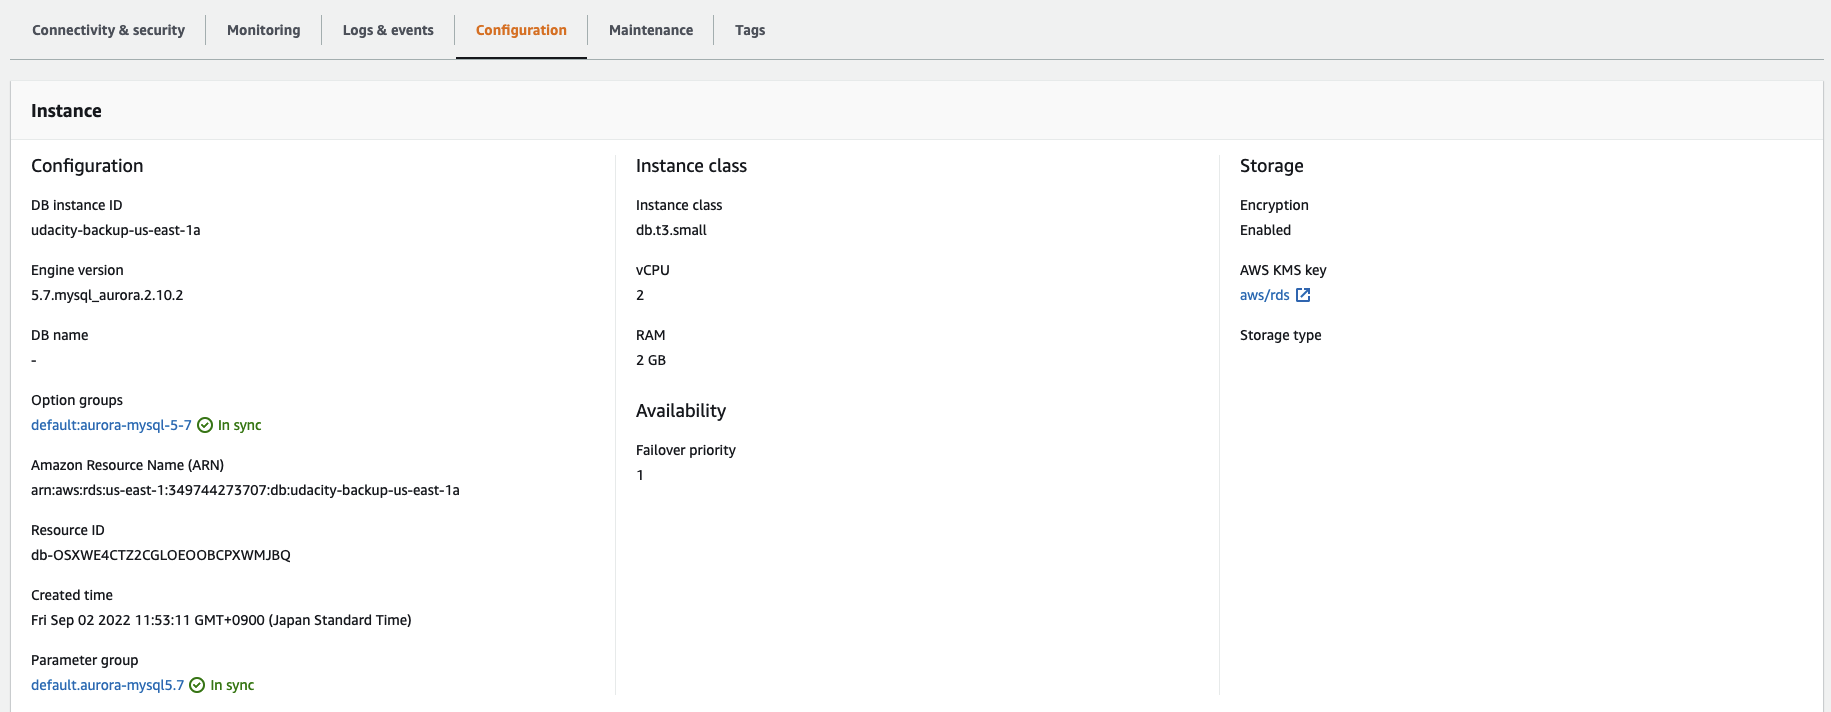 Connectivity & security
Monitoring
Logs & events
Configuration
Maintenance
Tags
Instance
Configuration
DB instance ID
udacity-backup-us-east-1a
Engine version
5.7.mysql_aurora.2.10.2
DB name
-
Option groups
default:aurora-mysql-5-7 In sync
Amazon Resource Name (ARN)
arn:aws:rds:us-east-1:349744273707:db:udacity-backup-us-east-1a
Resource ID
db-OSXWE4CTZ2CGLOEOOBCPXWMJBQ
Created time
Fri Sep 02 2022 11:53:11 GMT+0900 (Japan Standard Time)
Parameter group
default.aurora-mysql5.7 In sync
Instance class
Instance class
db.t3.small
vCPU
2
RAM
2 GB
Availability
Failover priority
1
Storage
Encryption
Enabled
AWS KMS key
aws/rds
Storage type